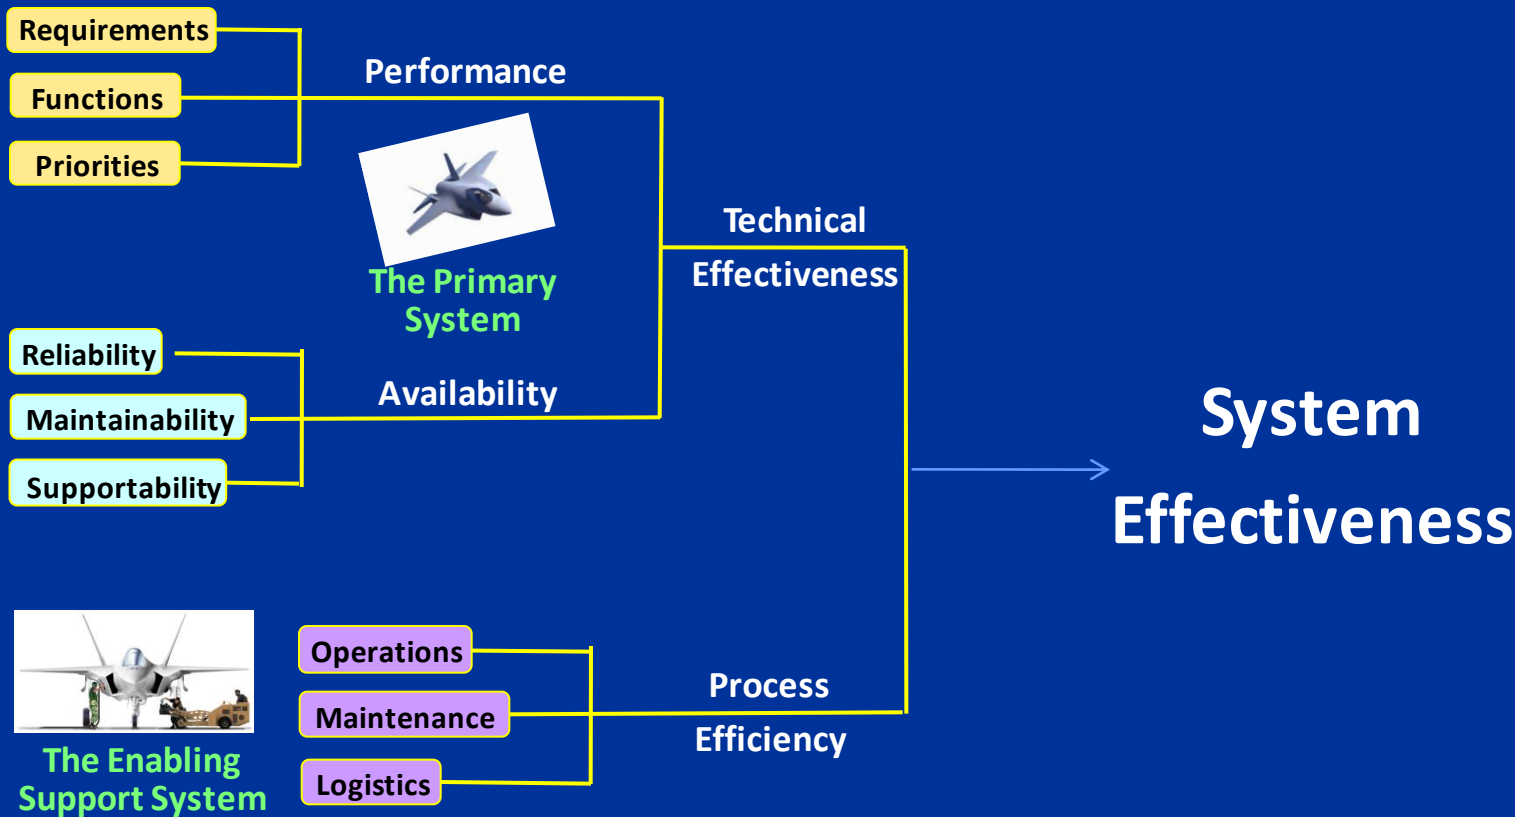 Requirements
Functions
Priorities
Performance
The Primary
System
Reliability
Maintainability
Supportability
Availability
Technical
Effectiveness
The Enabling
Support System
Operations
Maintenance
Logistics
Process
Efficiency
System
Effectiveness